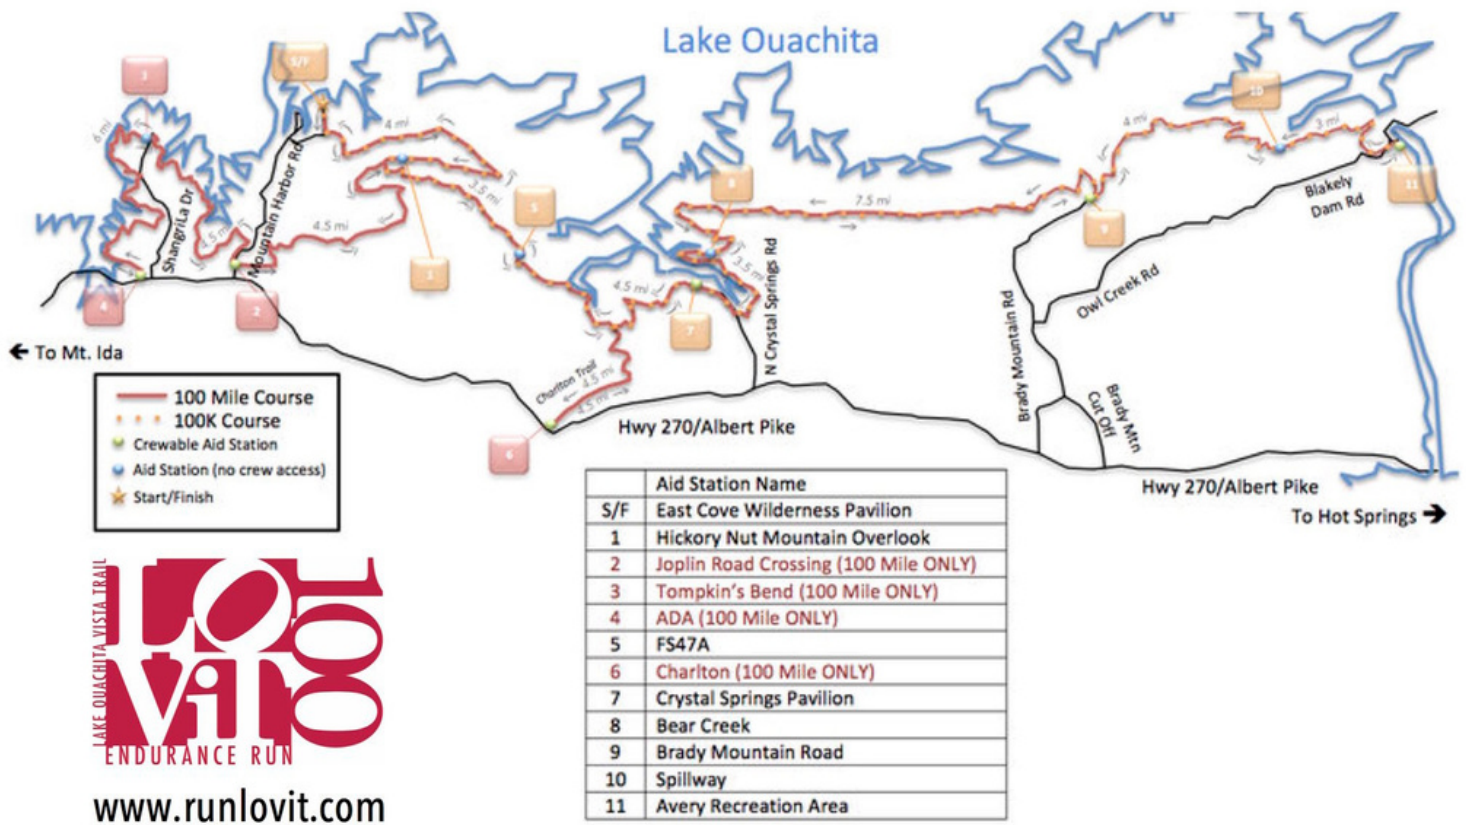 Lake Ouachita
3
S/F
10
6 mi
4 mi
4 mi
3 mi
Mountain Harbor Rd
Shangrila Dr
3.5 mi
8
5
7.5 mi
11
Blakely
Dam Rd
9
4.5 mi
4.5 mi
1
4.5 mi
3.5 mi
N Crystal Springs Rd
4
2
7
Owl Creek Rd
Brady Mountain Rd
To Mt. Ida
Charlton Trail
4.5 mi
4.5 mi
Brady Mtn
Cut Off
6
Hwy 270/Albert Pike
Hwy 270/Albert Pike
To Hot Springs
100 Mile Course
100K Course
Crewable Aid Station
Aid Station (no crew access)
Start/Finish
Aid Station Name
S/F East Cove Wilderness Pavilion
1 Hickory Nut Mountain Overlook
2 Joplin Road Crossing (100 Mile ONLY)
3 Tompkin's Bend (100 Mile ONLY)
4 ADA (100 Mile ONLY)
5 FS47A
6 Charlton (100 Mile ONLY)
7 Crystal Springs Pavilion
8 Bear Creek
9 Brady Mountain Road
10 Spillway
11 Avery Recreation Area
LAKE OUACHITA VISTA TRAIL
LO
ViT
100
ENDURANCE RUN
www.runlovit.com